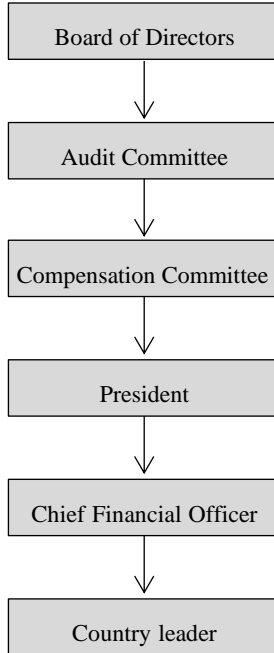 Board of Directors
Audit Committee
Compensation Committee
President
Chief Financial Officer
Country leader